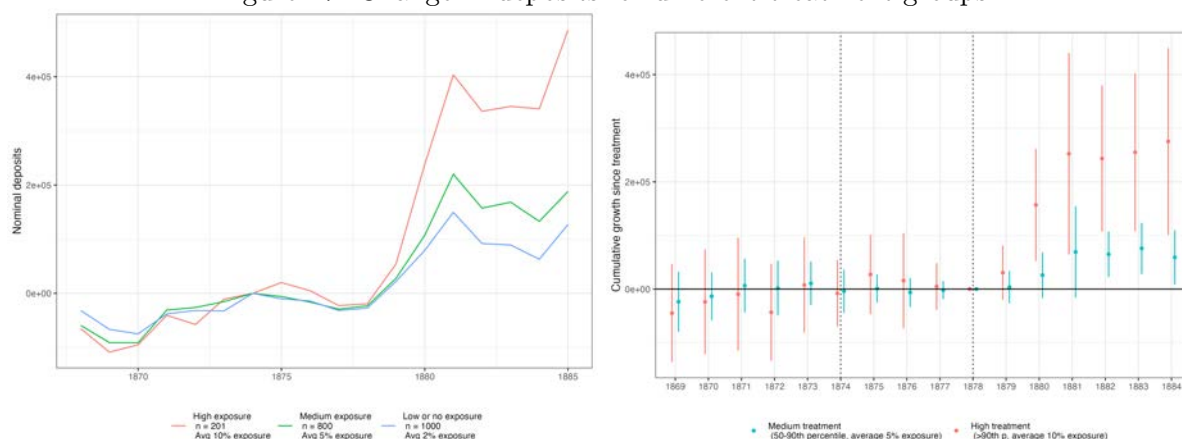 Nominal deposits
4e+05
2e+05
0e+00
1870
1875
1880
1885
High exposure
n = 201
Avg 10% exposure
Medium exposure
n = 800
Avg 5% exposure
Low or no exposure
n = 1000
Avg 2% exposure
Cumulative growth since treatment
4e+05
2e+05
0e+00
1869 1870 1871 1872 1873 1874 1875 1876 1877 1878 1879 1880 1881 1882 1883 1884
Medium treatment
(50-90th percentile, average 5% exposure)
High treatment
(>90th p, average 10% exposure)